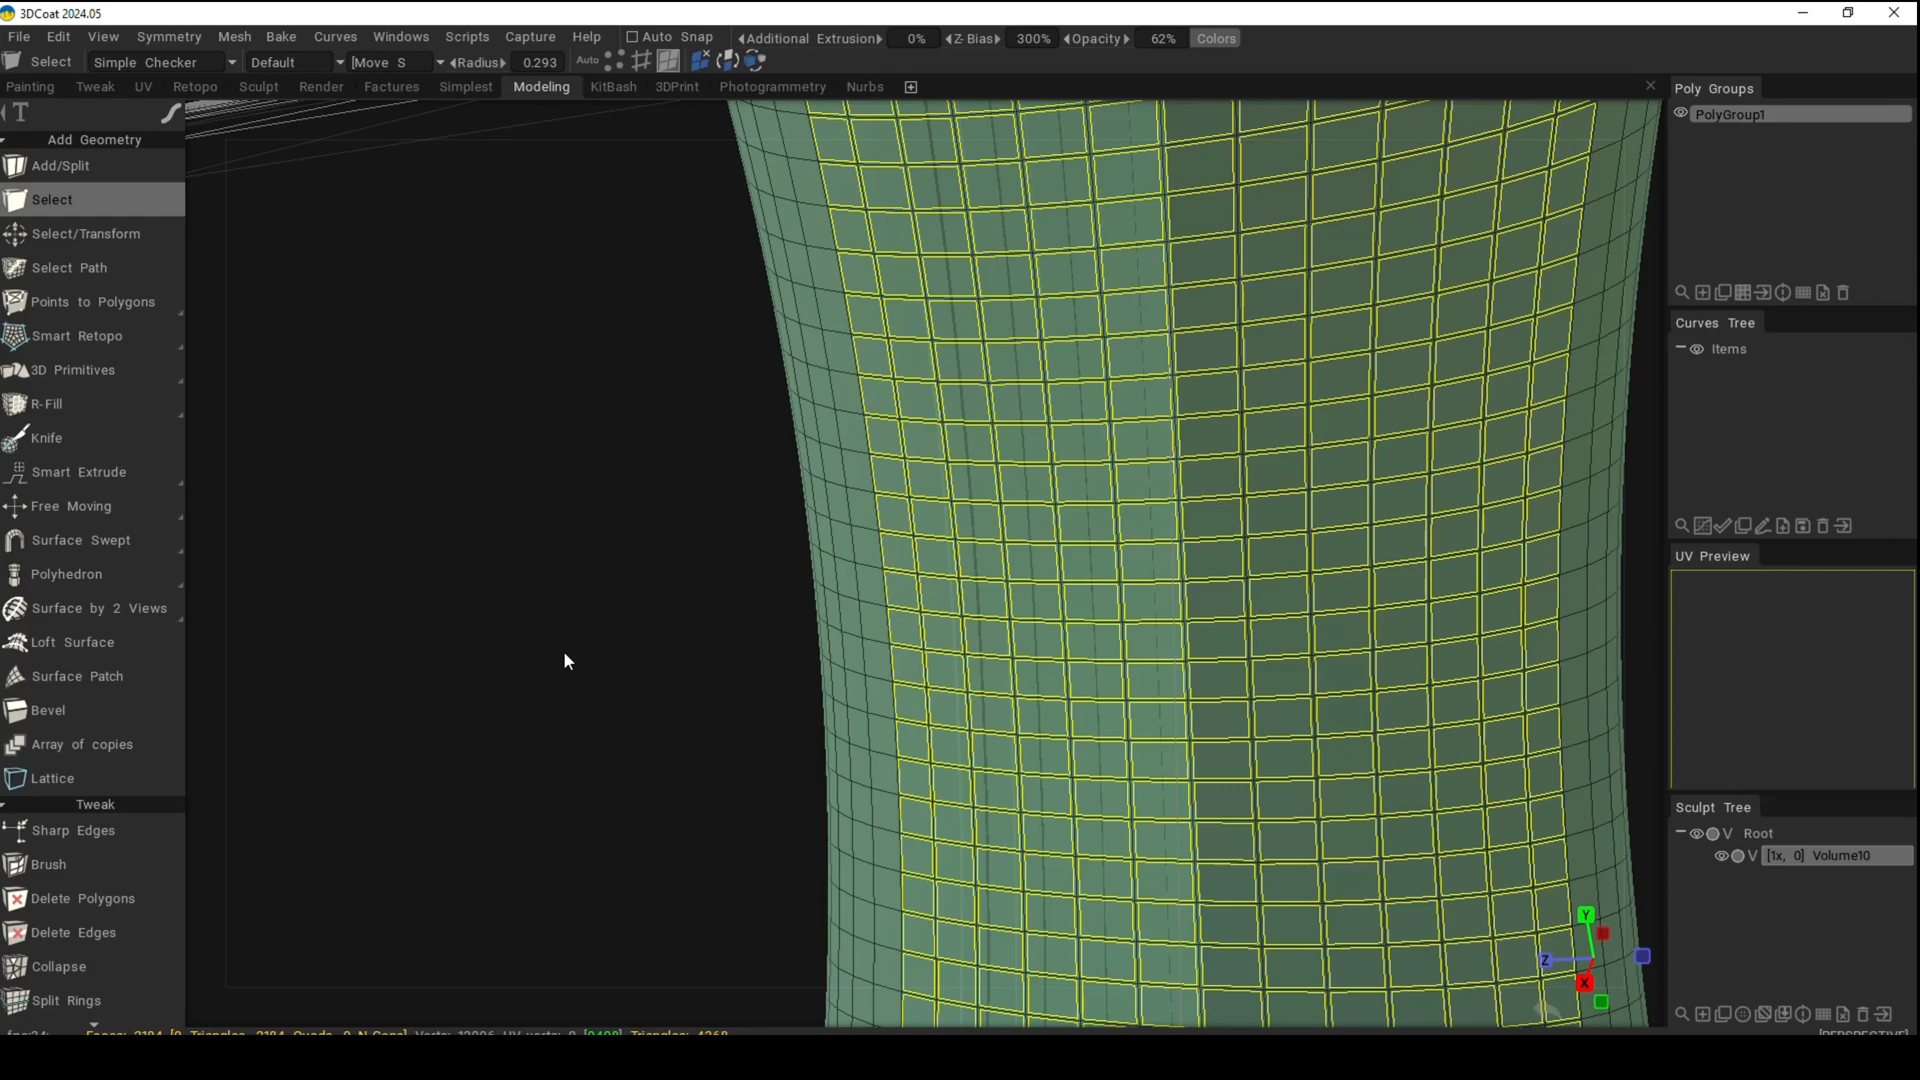 3DCoat 2024.05
File Edit View Symmetry Mesh Bake Curves Windows Scripts Capture Help Auto Snap Additional Extrusion 0% Z-Bias 300% Opacity 62% Colors
Select Simple Checker Default [Move S Radius 0.293 Auto
Painting Tweak UV Retopo Sculpt Render Factures Simplest Modeling KitBash 3DPrint Photogrammetry Nurbs
Add Geometry
Add/Split
Select
Select/Transform
Select Path
Points to Polygons
Smart Retopo
3D Primitives
R-Fill
Knife
Smart Extrude
Free Moving
Surface Swept
Polyhedron
Surface by 2 Views
Loft Surface
Surface Patch
Bevel
Array of copies
Lattice
Tweak
Sharp Edges
Brush
Delete Polygons
Delete Edges
Collapse
Split Rings
Poly Groups
PolyGroup1
Curves Tree
Items
UV Preview
Sculpt Tree
V Root
V [1x, 0] Volume10
Y
Z
X